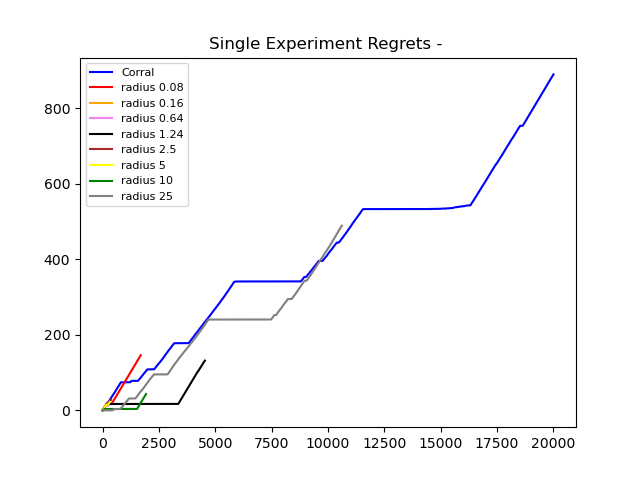 Single Experiment Regrets -
Corral
radius 0.08
radius 0.16
radius 0.64
radius 1.24
radius 2.5
radius 5
radius 10
radius 25
800
600
400
200
0
0 2500 5000 7500 10000 12500 15000 17500 20000